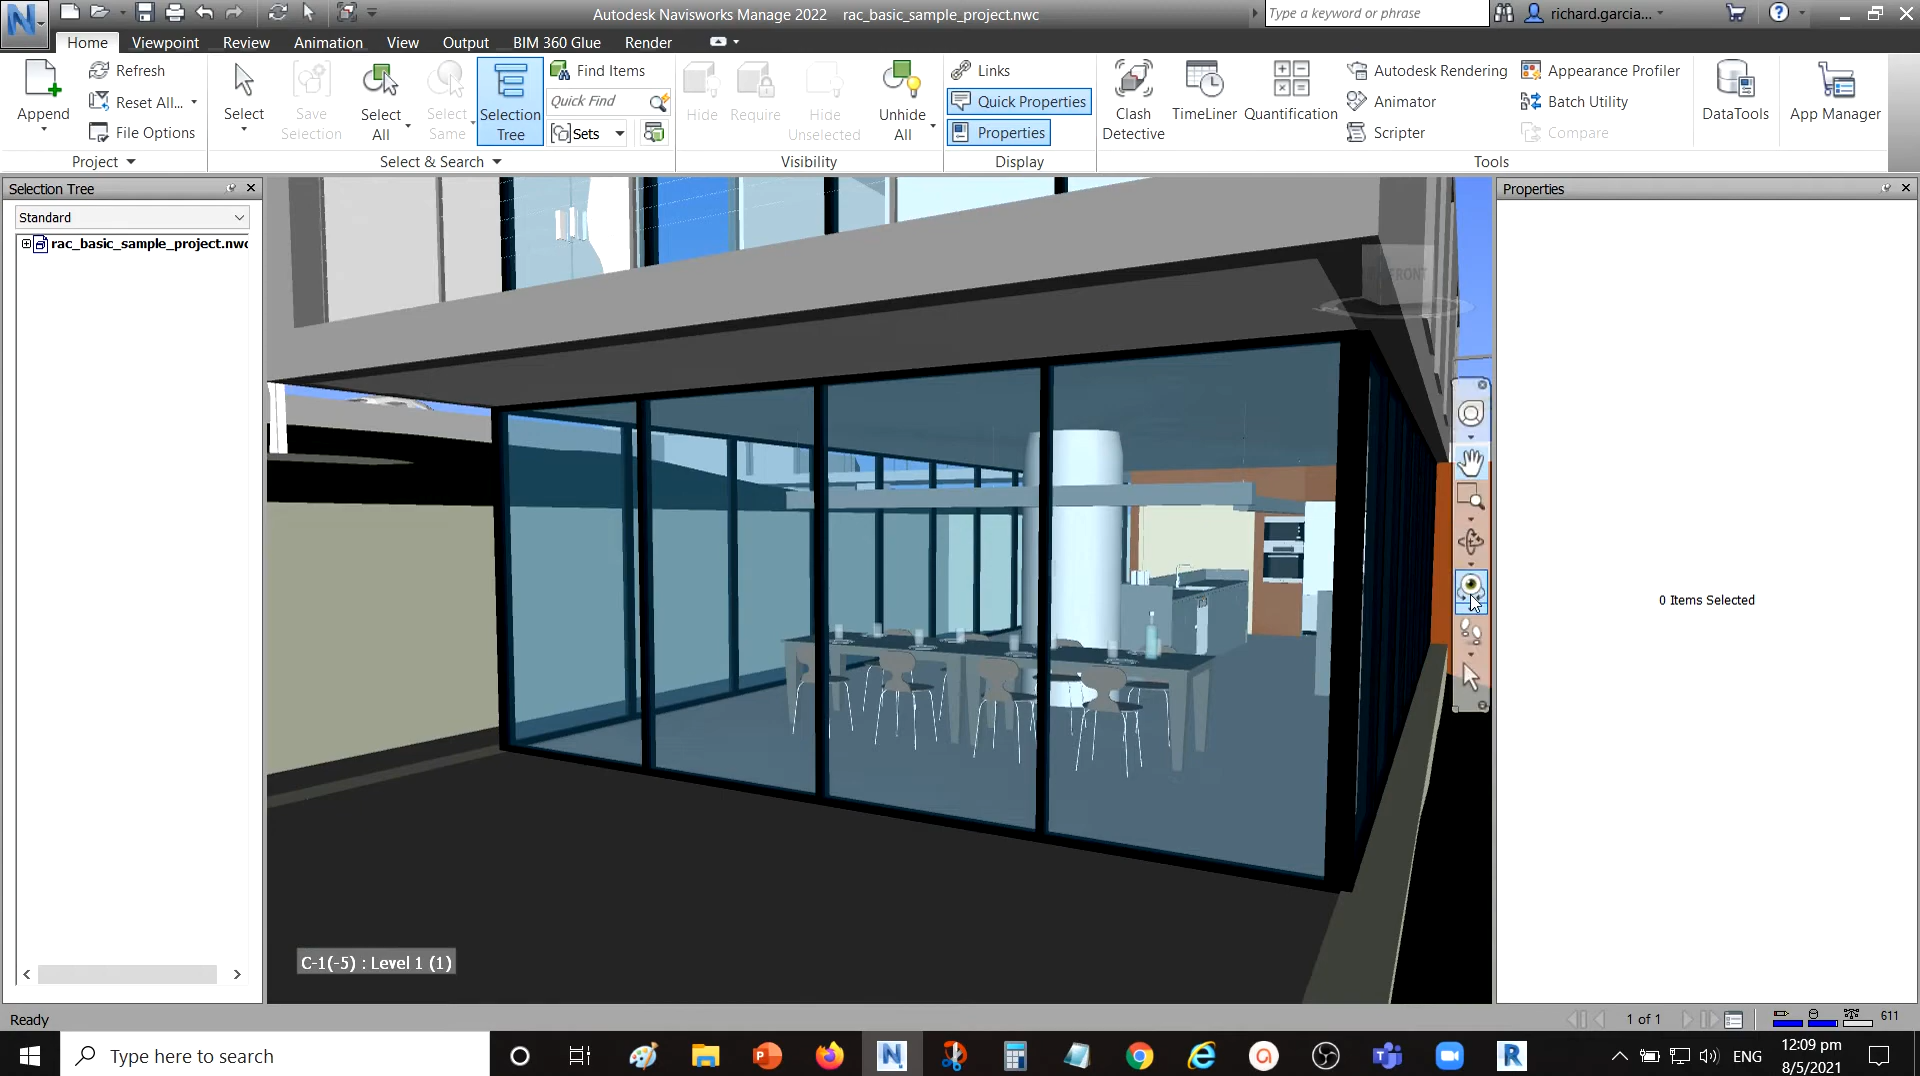 Autodesk Navisworks Manage 2022 rac_basic_sample_project.nwc
Type a keyword or phrase
richard.garcia...
Home Viewpoint Review Animation View Output BIM 360 Glue Render
Append
Refresh
Reset All...
File Options
Project
Select
Save Selection
Select All
Select Same
Selection Tree
Find Items
Quick Find
Sets
Select & Search
Hide
Require
Hide Unselected
Unhide All
Visibility
Links
Quick Properties
Properties
Display
Clash Detective
TimeLiner
Quantification
Autodesk Rendering
Animator
Scripter
Appearance Profiler
Batch Utility
Compare
Tools
DataTools
App Manager
Selection Tree
Standard
rac_basic_sample_project.nwc
FRONT
C-1(-5) : Level 1 (1)
Properties
0 Items Selected
Ready
1 of 1
611
Type here to search
ENG
12:09 pm
8/5/2021